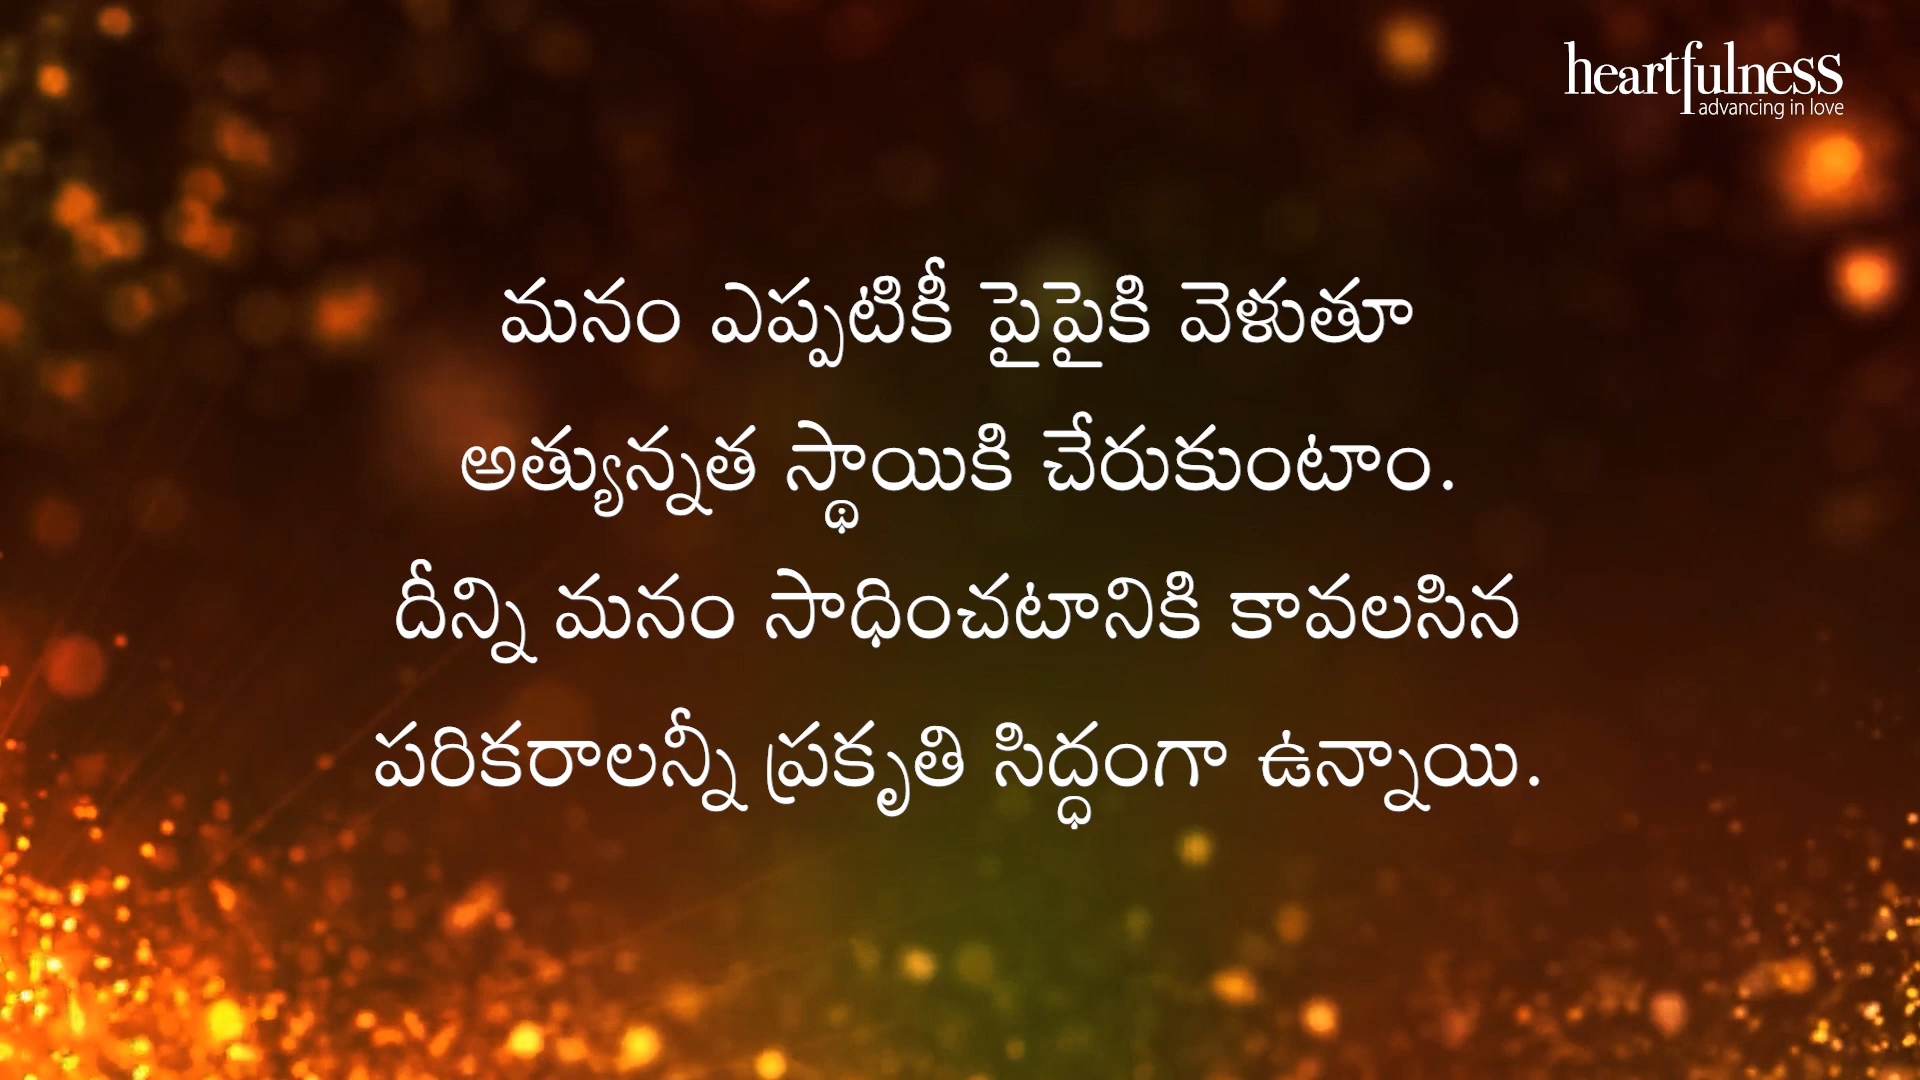 heartfulness
advancing in love
మనం ఎప్పటికీ పైపైకి వెళుతూ
అత్యున్నత స్థాయికి చేరుకుంటాం.
దీన్ని మనం సాధించటానికి కావలసిన
పరికరాలన్నీ ప్రకృతి సిద్ధంగా ఉన్నాయి.